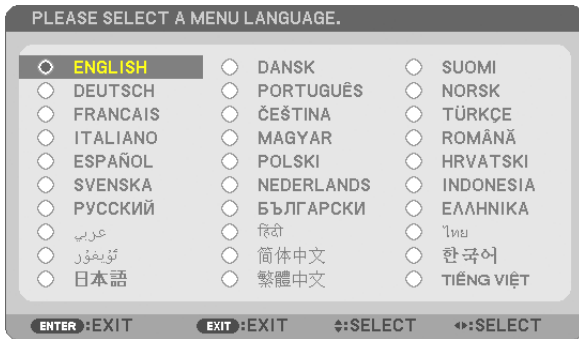 PLEASE SELECT A MENU LANGUAGE.
ENGLISH DANSK SUOMI
DEUTSCH PORTUGUÊS NORSK
FRANCAIS ČEŠTINA TÜRKÇE
ITALIANO MAGYAR ROMÂNĂ
ESPAÑOL POLSKI HRVATSKI
SVENSKA NEDERLANDS INDONESIA
РУССКИЙ БЪЛГАРСКИ ΕΛΛΗΝΙΚΑ
عربي हिंदी ไทย
ئۇيغۇر 简体中文 한국어
日本語 繁體中文 TIẾNG VIỆT
ENTER :EXIT EXIT :EXIT :SELECT :SELECT